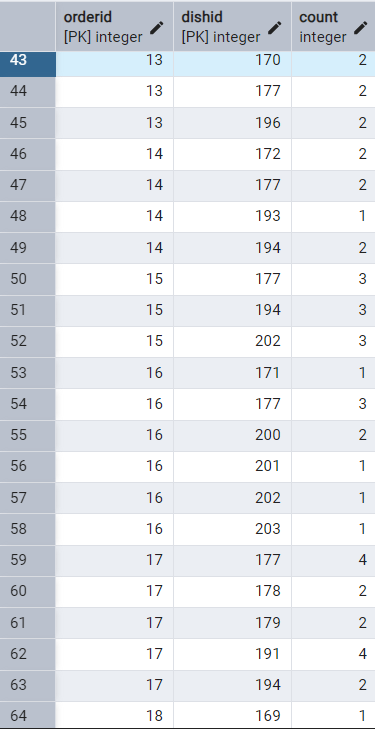 orderid dishid count
[PK] integer [PK] integer integer
43 13 170 2
44 13 177 2
45 13 196 2
46 14 172 2
47 14 177 2
48 14 193 1
49 14 194 2
50 15 177 3
51 15 194 3
52 15 202 3
53 16 171 1
54 16 177 3
55 16 200 2
56 16 201 1
57 16 202 1
58 16 203 1
59 17 177 4
60 17 178 2
61 17 179 2
62 17 191 4
63 17 194 2
64 18 169 1